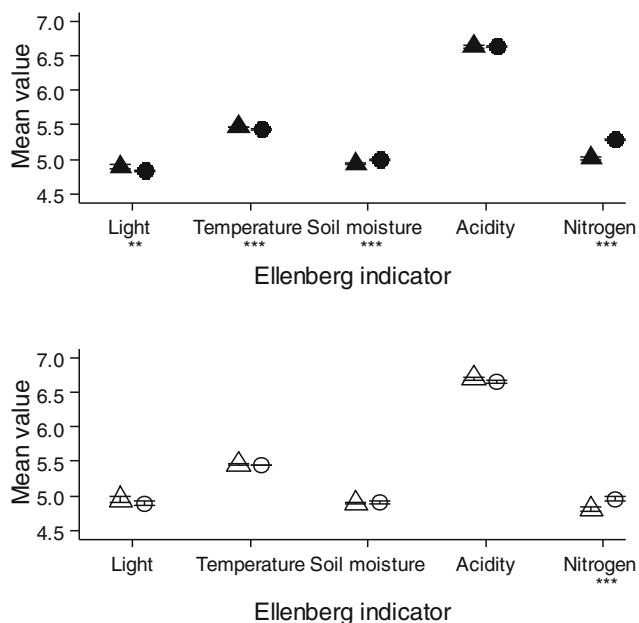 7.0
6.5
6.0
5.5
5.0
4.5
Mean value
Light Temperature Soil moisture Acidity Nitrogen
** *** *** ***
Ellenberg indicator
7.0
6.5
6.0
5.5
5.0
4.5
Mean value
Light Temperature Soil moisture Acidity Nitrogen
***
Ellenberg indicator